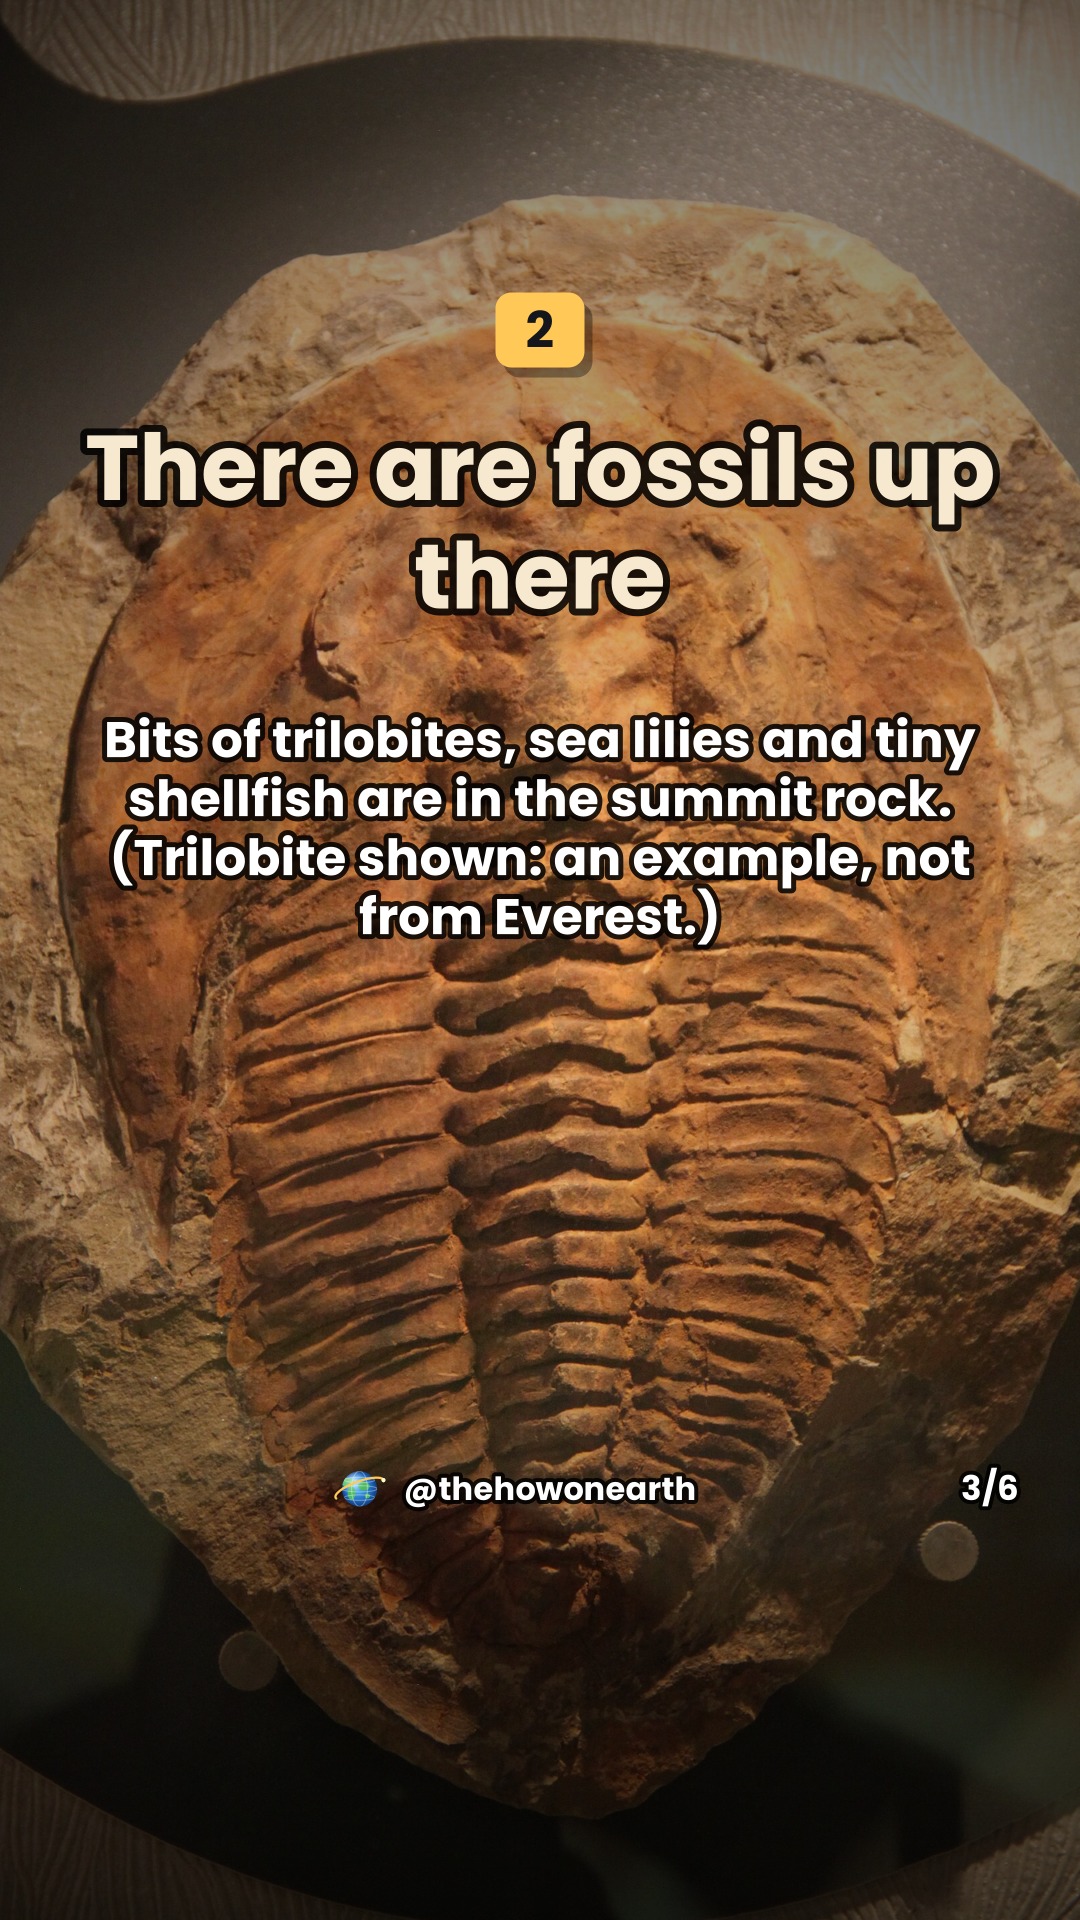 2
There are fossils up
there
Bits of trilobites, sea lilies and tiny
shellfish are in the summit rock.
(Trilobite shown: an example, not
from Everest.)
@thehowonearth
3/6